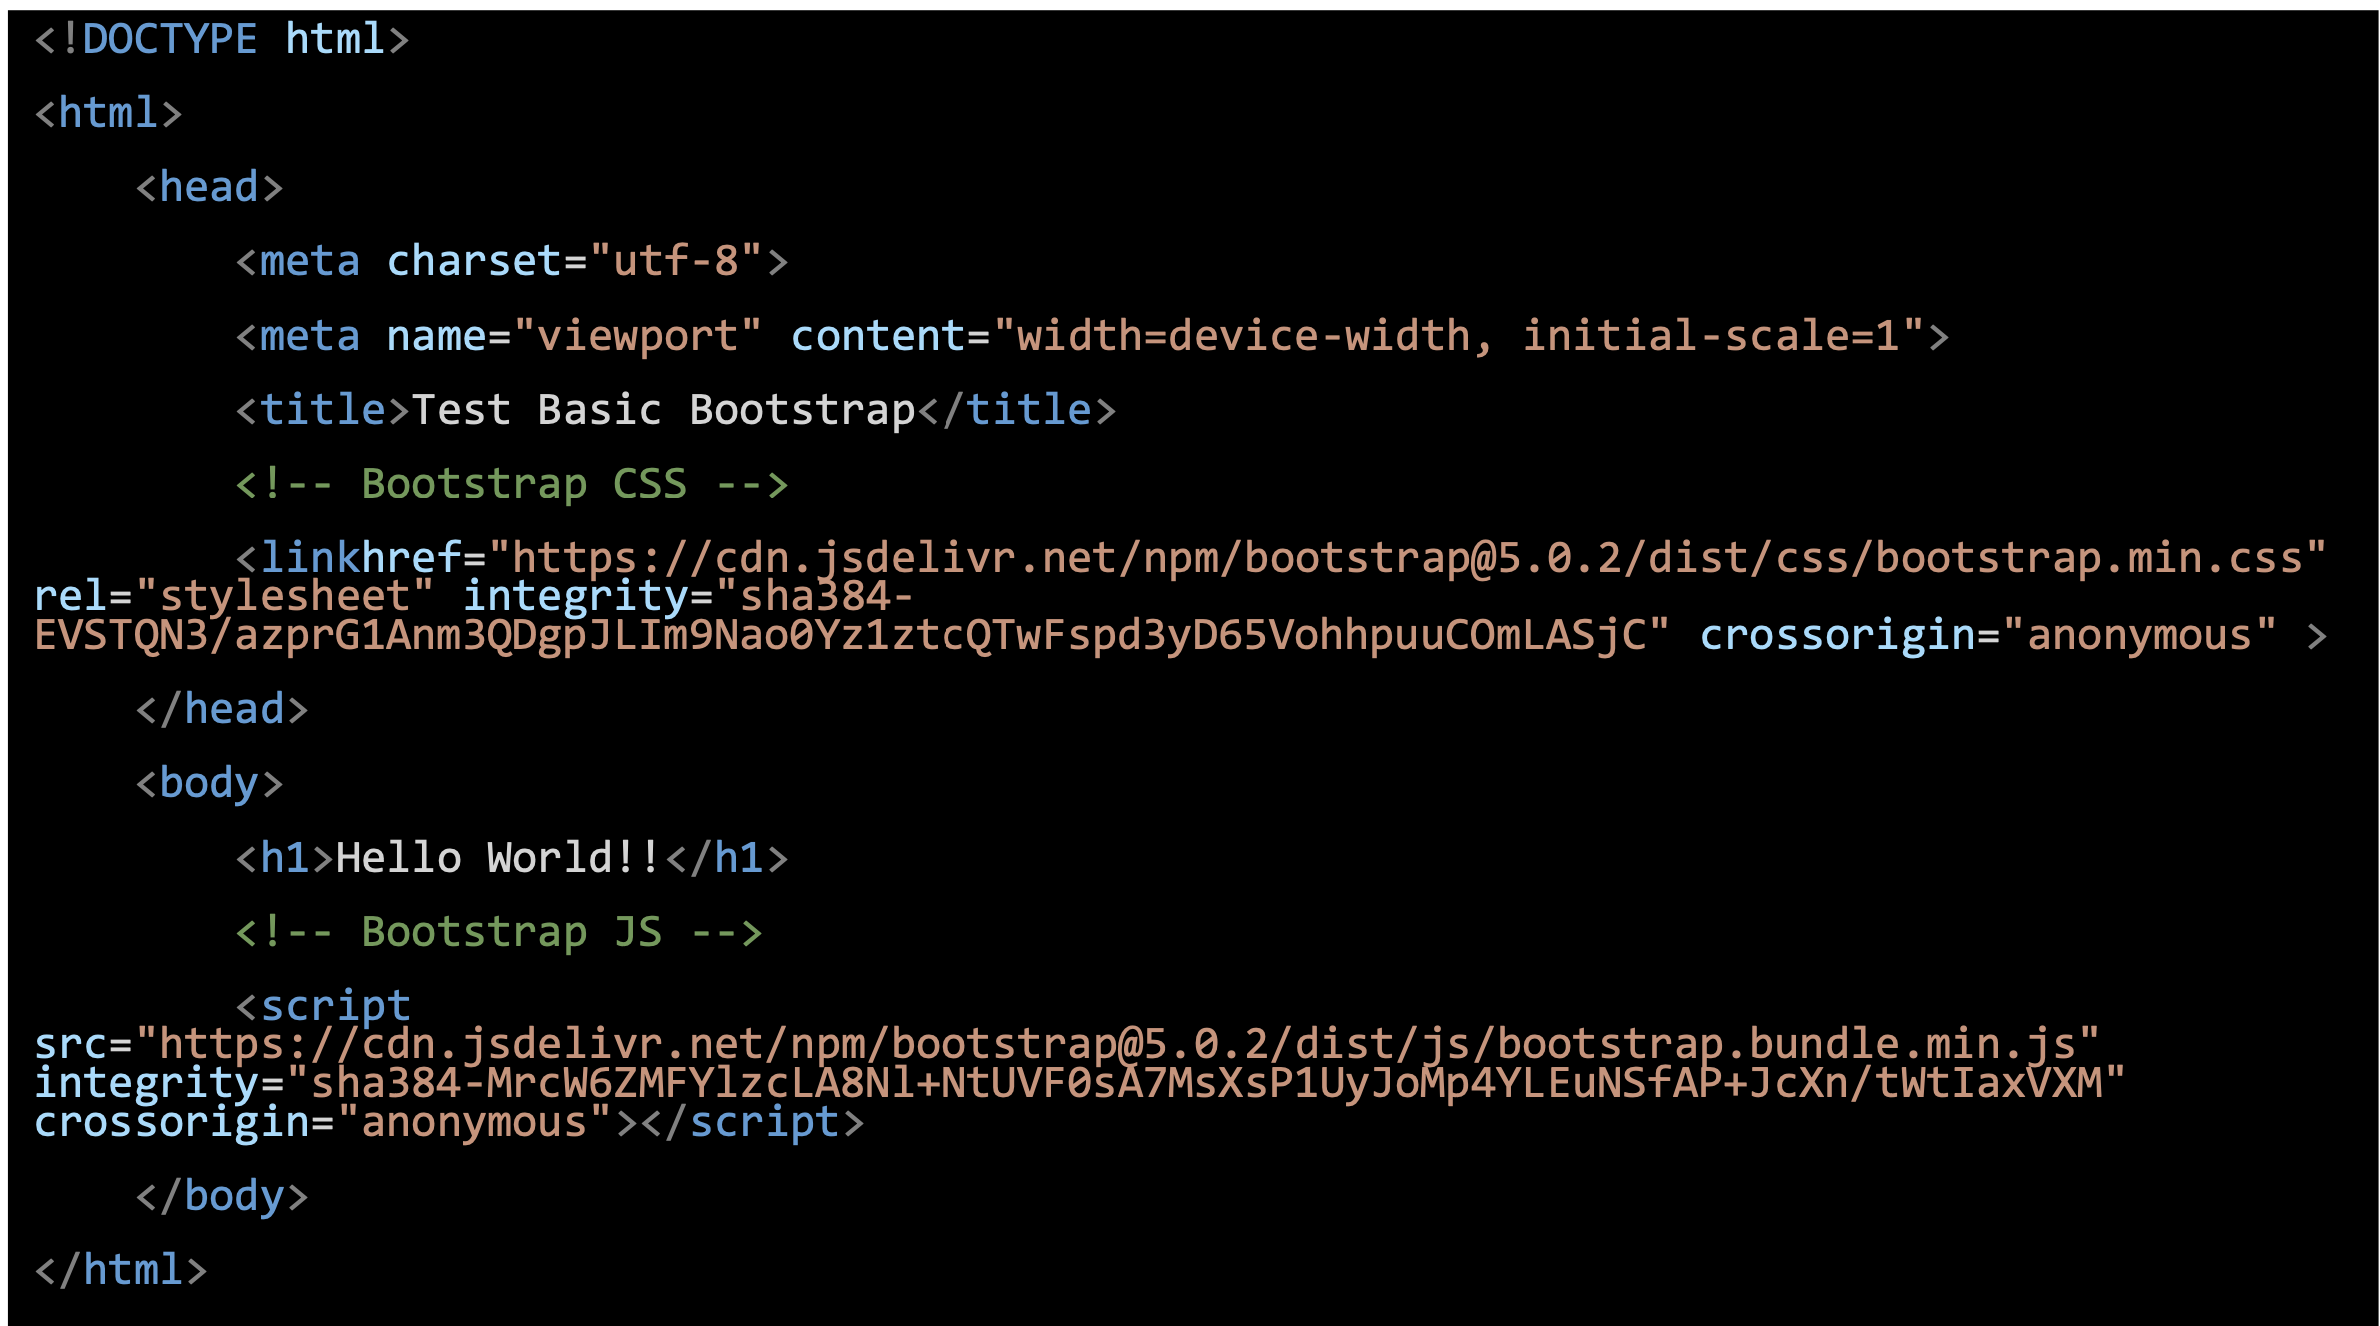 <!DOCTYPE html>
<html>
<head>
<meta charset="utf-8">
<meta name="viewport" content="width=device-width, initial-scale=1">
<title>Test Basic Bootstrap</title>
<!-- Bootstrap CSS -->
<linkhref="https://cdn.jsdelivr.net/npm/bootstrap@5.0.2/dist/css/bootstrap.min.css"
rel="stylesheet" integrity="sha384-
EVSTQN3/azprG1Anm3QDgpJLIm9Nao0Yz1ztcQTwFspd3yD65VohhpuuCOmLASjC" crossorigin="anonymous" >
</head>
<body>
<h1>Hello World!!</h1>
<!-- Bootstrap JS -->
<script
src="https://cdn.jsdelivr.net/npm/bootstrap@5.0.2/dist/js/bootstrap.bundle.min.js"
integrity="sha384-MrcW6ZMFYlzcLA8Nl+NtUVF0sA7MsXsP1UyJoMp4YLEuNSfAP+JcXn/tWtIaxVXM"
crossorigin="anonymous"></script>
</body>
</html>